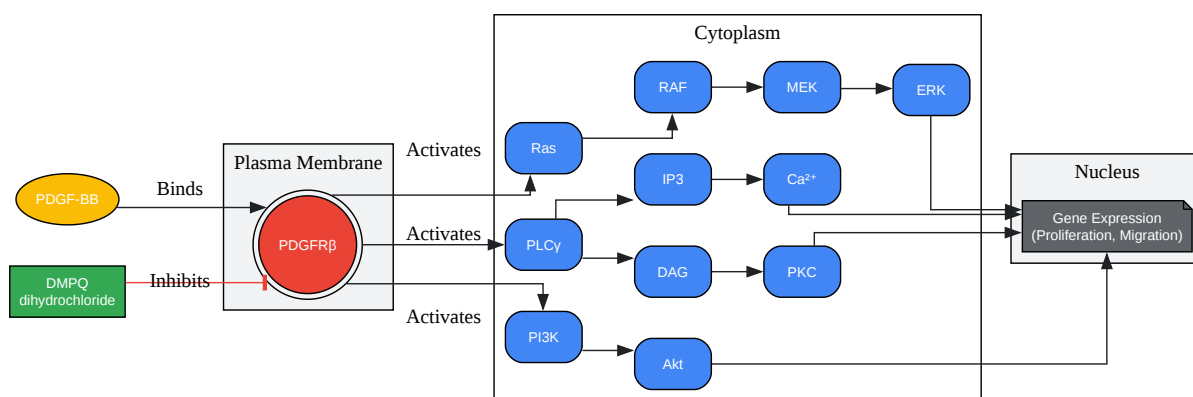 Cytoplasm
RAF
MEK
ERK
Ras
Activates
Plasma Membrane
IP3
Ca²⁺
Nucleus
PDGF-BB
Binds
Gene Expression
(Proliferation, Migration)
PDGFRβ
Activates
PLCγ
DAG
PKC
DMPQ
dihydrochloride
Inhibits
Activates
PI3K
Akt